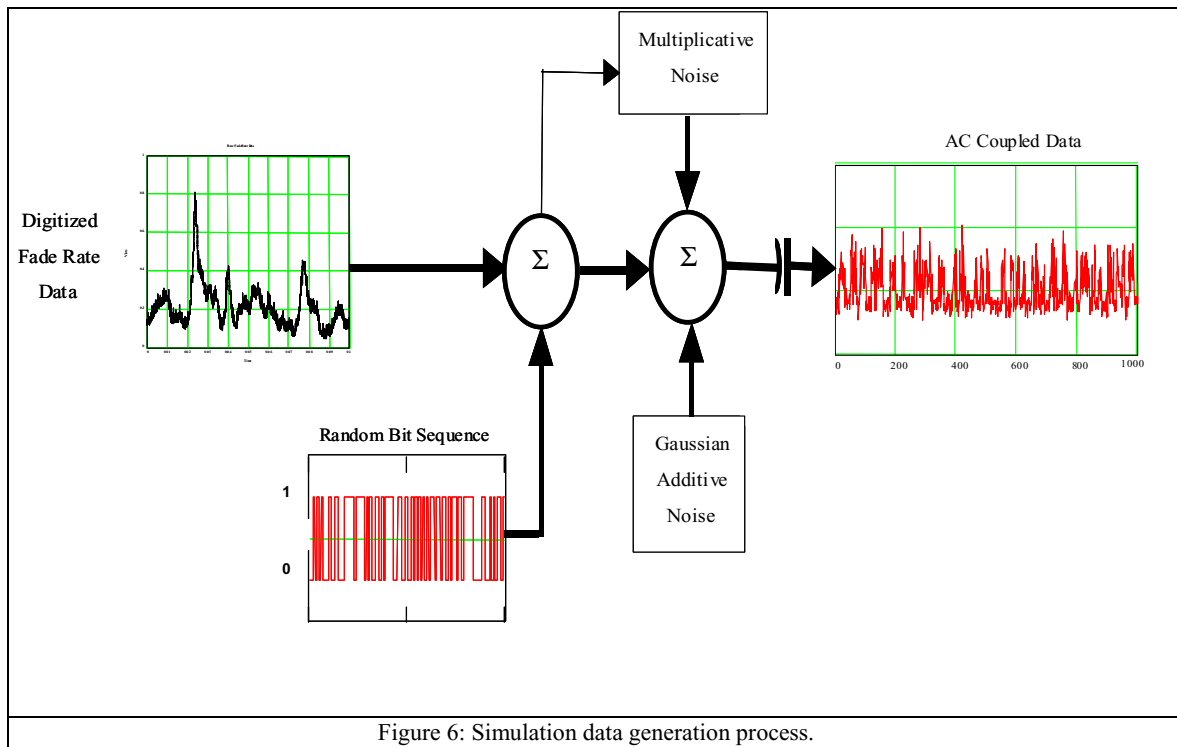 Multiplicative
Noise
AC Coupled Data
Digitized
Fade Rate
Data
Σ
Σ
0 200 400 600 800 1000
Random Bit Sequence
1
0
Gaussian
Additive
Noise
Figure 6: Simulation data generation process.